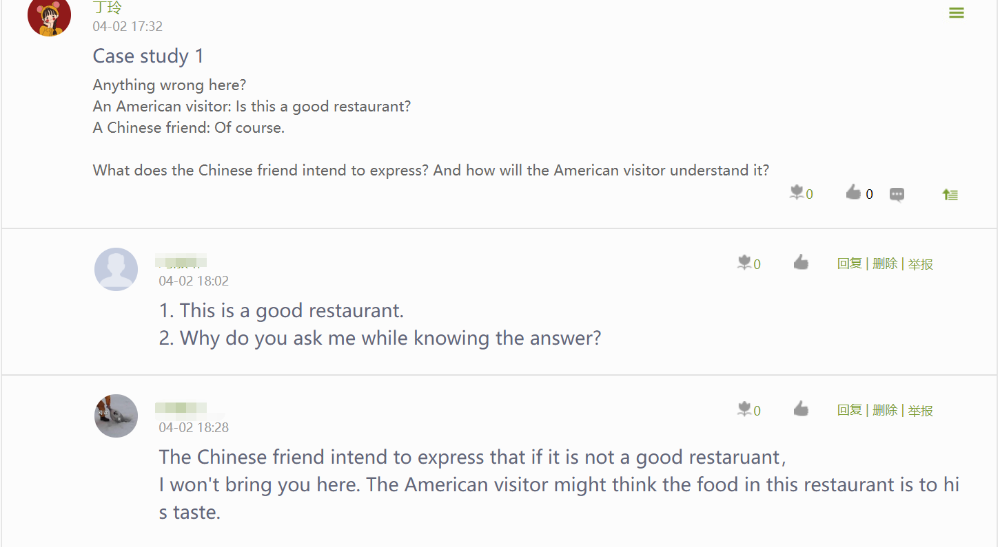 丁玲
04-02 17:32
Case study 1
Anything wrong here?
An American visitor: Is this a good restaurant?
A Chinese friend: Of course.
What does the Chinese friend intend to express? And how will the American visitor understand it?
0 0
0 回复 | 删除 | 举报
04-02 18:02
1. This is a good restaurant.
2. Why do you ask me while knowing the answer?
0 回复 | 删除 | 举报
04-02 18:28
The Chinese friend intend to express that if it is not a good restaruant,
I won't bring you here. The American visitor might think the food in this restaurant is to hi
s taste.